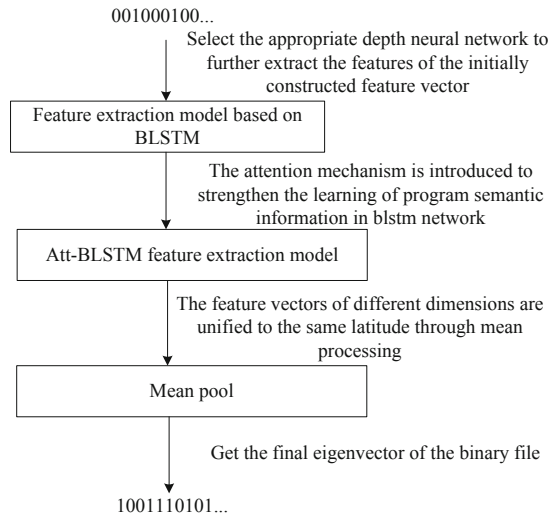 001000100...
Select the appropriate depth neural network to
further extract the features of the initially
constructed feature vector
Feature extraction model based on
BLSTM
The attention mechanism is introduced to
strengthen the learning of program semantic
information in blstm network
Att-BLSTM feature extraction model
The feature vectors of different dimensions are
unified to the same latitude through mean
processing
Mean pool
Get the final eigenvector of the binary file
1001110101...